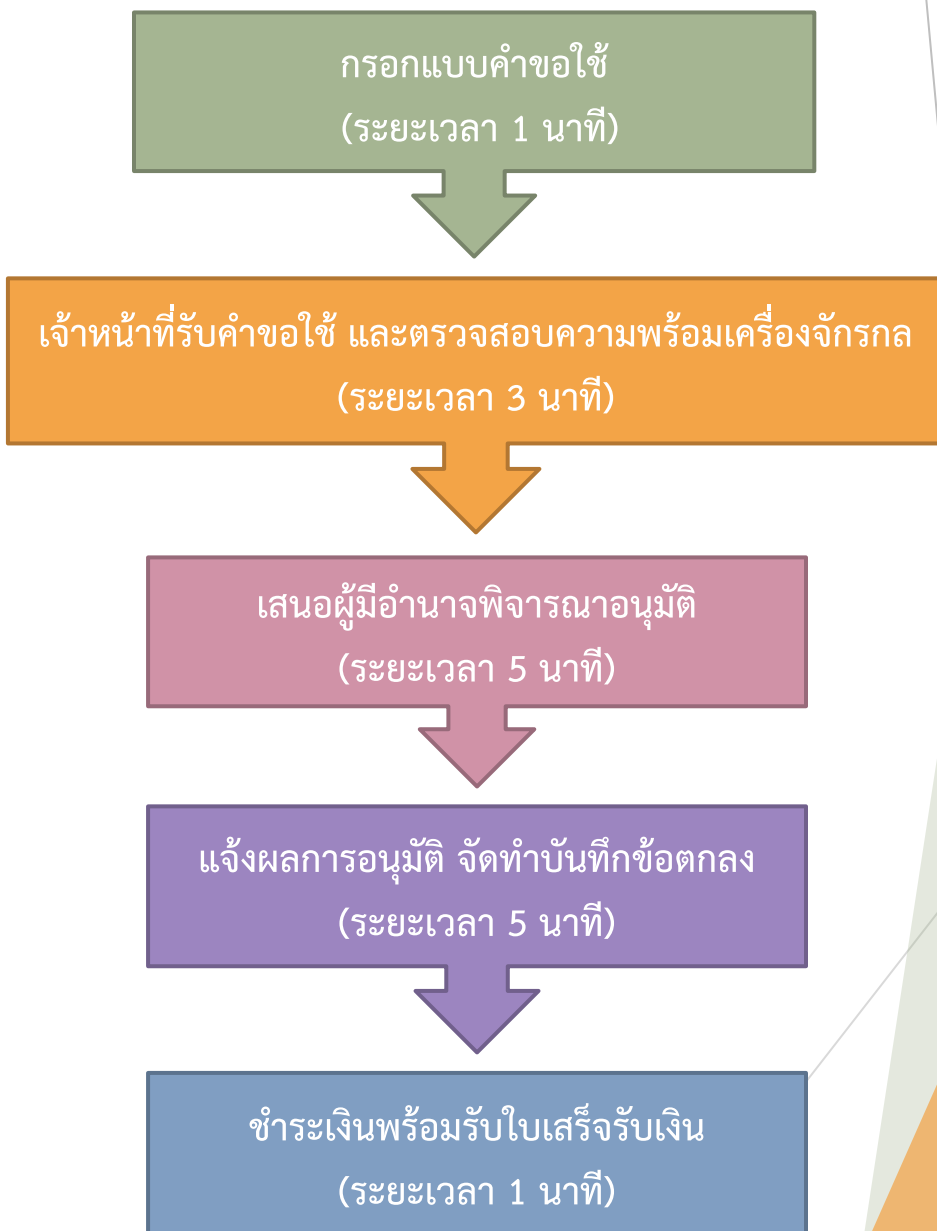 กรอกแบบคำขอใช้
(ระยะเวลา 1 นาที)
เจ้าหน้าที่รับคำขอใช้ และตรวจสอบความพร้อมเครื่องจักรกล
(ระยะเวลา 3 นาที)
เสนอผู้มีอำนาจพิจารณาอนุมัติ
(ระยะเวลา 5 นาที)
แจ้งผลการอนุมัติ จัดทำบันทึกข้อตกลง
(ระยะเวลา 5 นาที)
ชำระเงินพร้อมรับใบเสร็จรับเงิน
(ระยะเวลา 1 นาที)